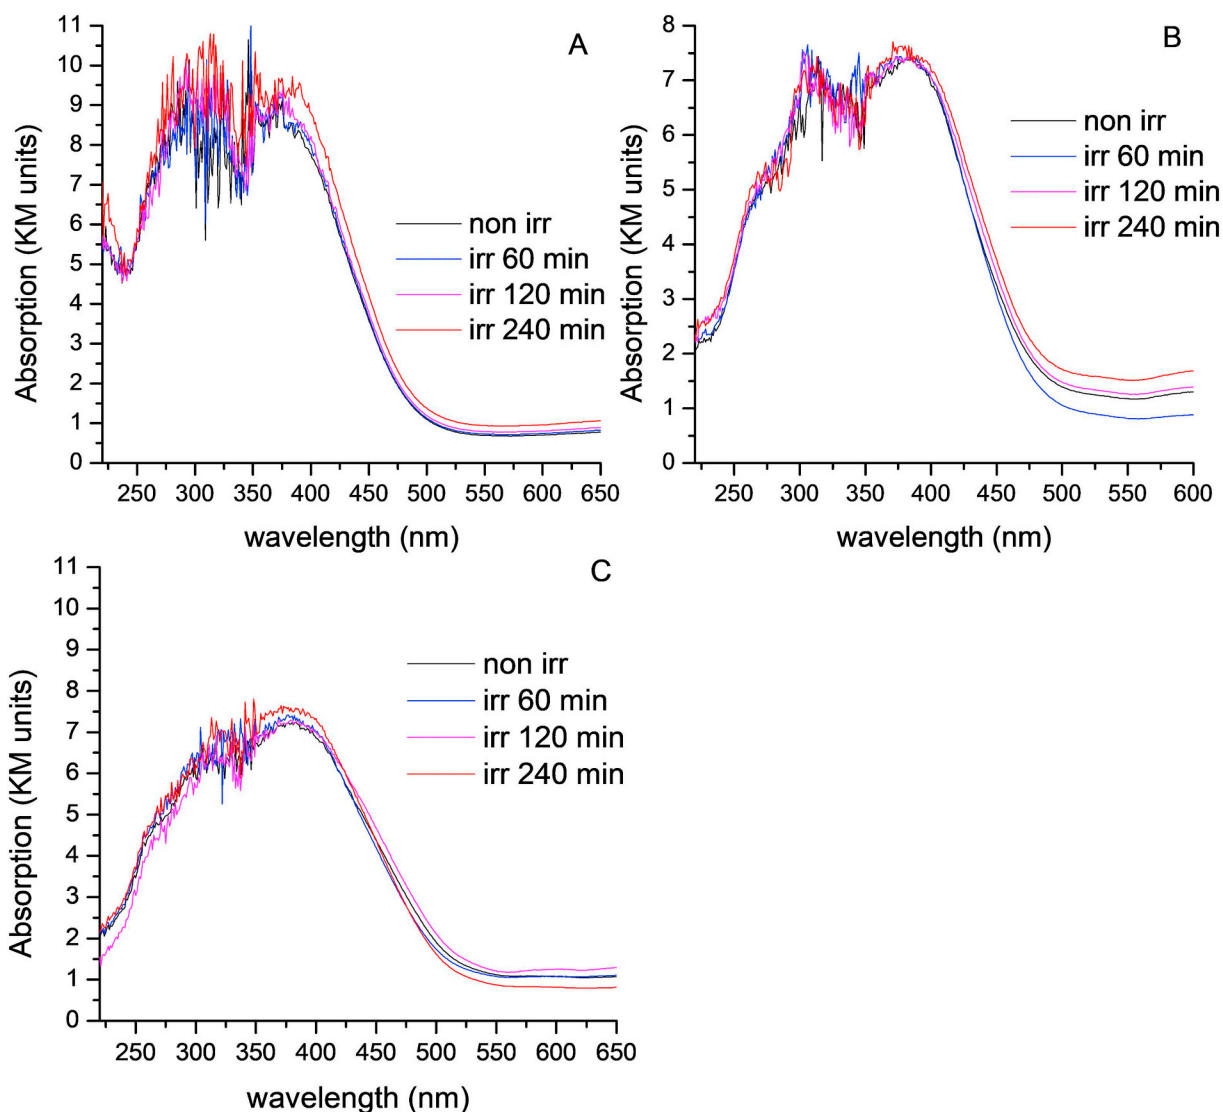 A
Absorption (KM units)
11
10
9
8
7
6
5
4
3
2
1
0
non irr
irr 60 min
irr 120 min
irr 240 min
250 300 350 400 450 500 550 600 650
wavelength (nm)
B
Absorption (KM units)
8
7
6
5
4
3
2
1
0
non irr
irr 60 min
irr 120 min
irr 240 min
250 300 350 400 450 500 550 600
wavelength (nm)
C
Absorption (KM units)
11
10
9
8
7
6
5
4
3
2
1
0
non irr
irr 60 min
irr 120 min
irr 240 min
250 300 350 400 450 500 550 600 650
wavelength (nm)